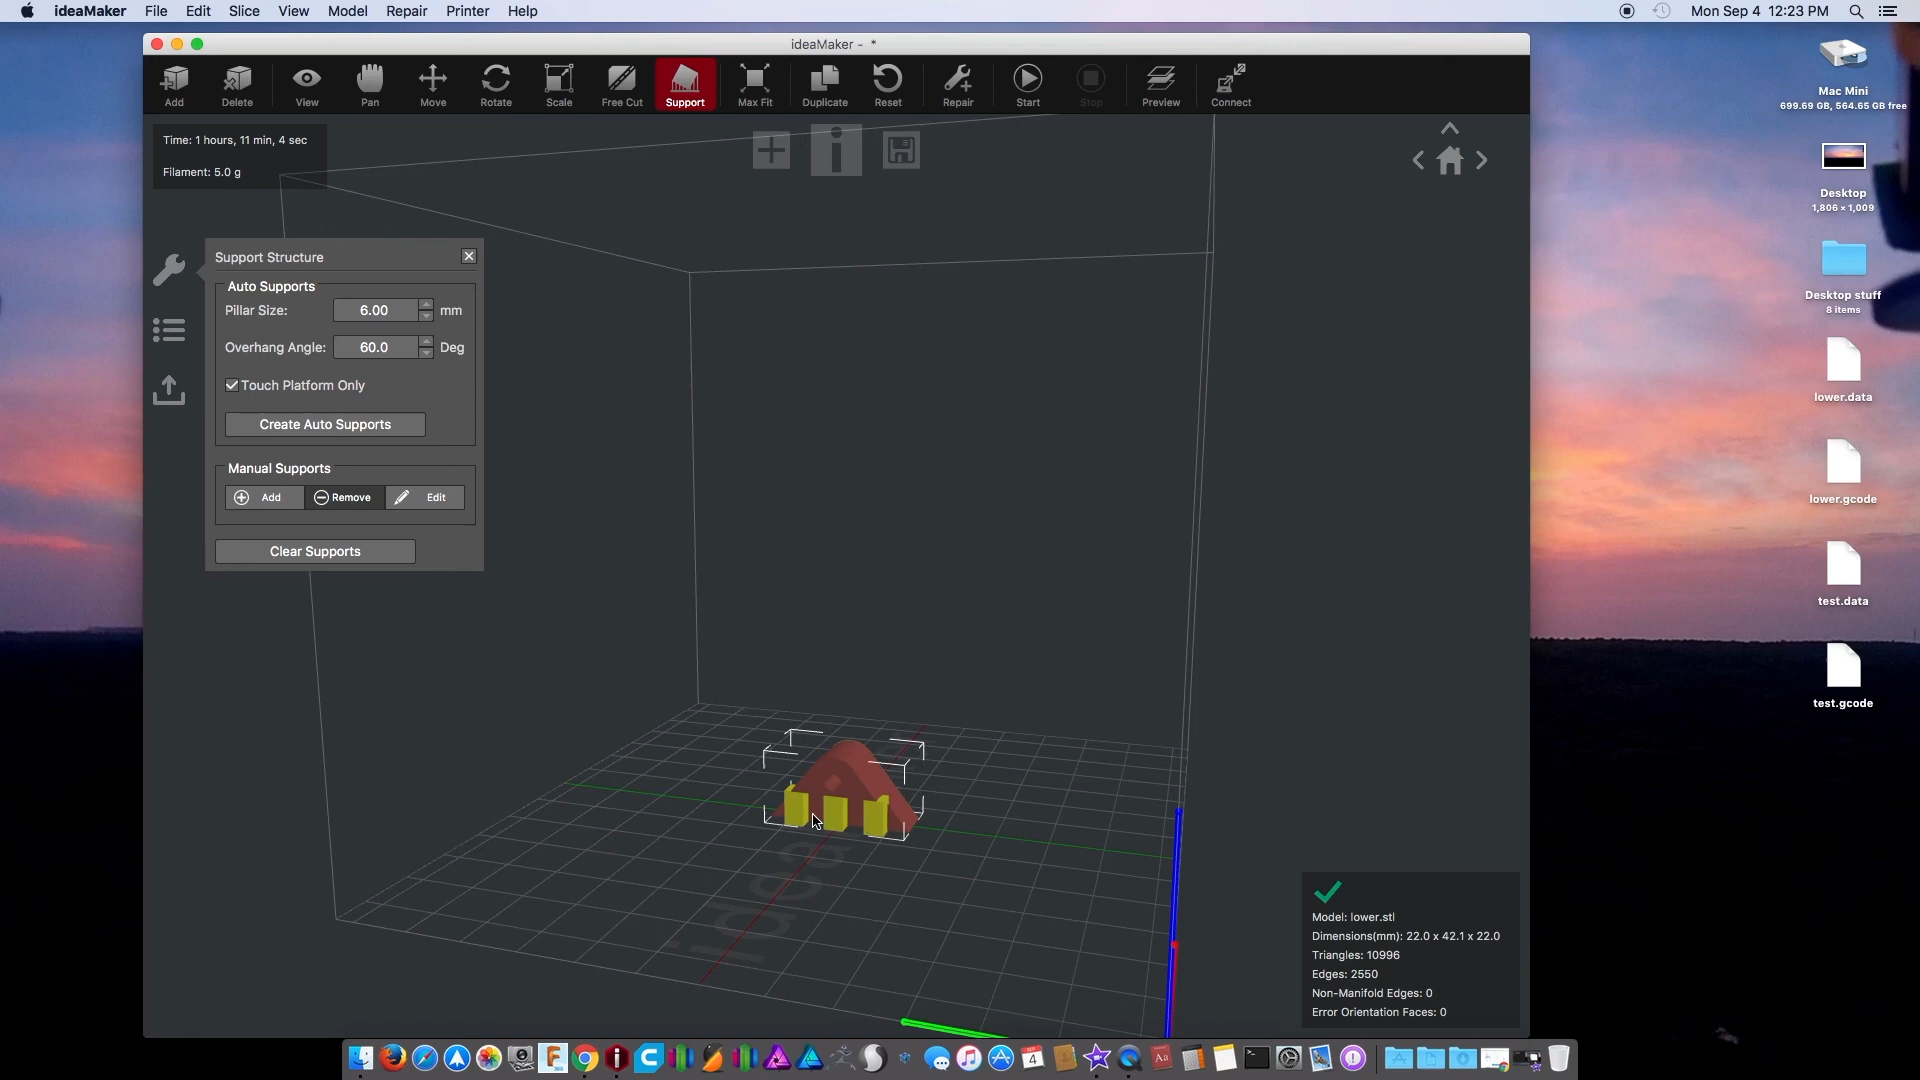 ideaMaker File Edit Slice View Model Repair Printer Help
Mon Sep 4 12:23 PM
ideaMaker - *
Add Delete View Pan Move Rotate Scale Free Cut Support Max Fit Duplicate Reset Repair Start Stop Preview Connect
Time: 1 hours, 11 min, 4 sec
Filament: 5.0 g
Support Structure
Auto Supports
Pillar Size: 6.00 mm
Overhang Angle: 60.0 Deg
Touch Platform Only
Create Auto Supports
Manual Supports
Add Remove Edit
Clear Supports
idea
Model: lower.stl
Dimensions(mm): 22.0 x 42.1 x 22.0
Triangles: 10996
Edges: 2550
Non-Manifold Edges: 0
Error Orientation Faces: 0
Mac Mini
699.69 GB, 564.65 GB free
Desktop
1,806 × 1,009
Desktop stuff
8 items
lower.data
lower.gcode
test.data
test.gcode
4
Aa